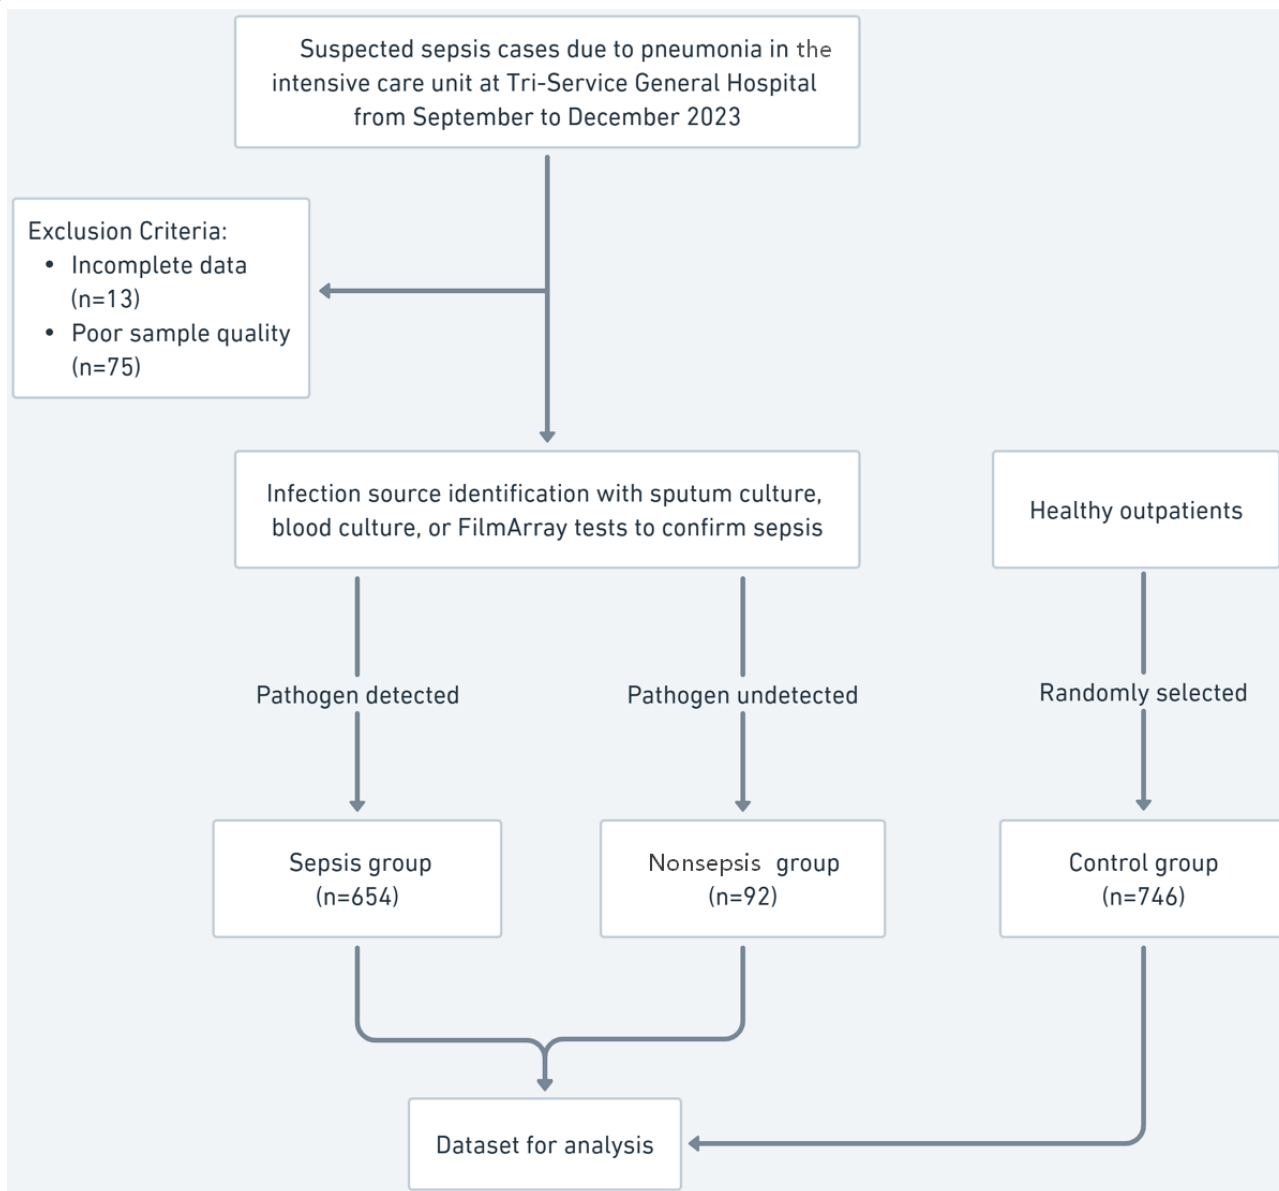 Suspected sepsis cases due to pneumonia in the
intensive care unit at Tri-Service General Hospital
from September to December 2023
Exclusion Criteria:
• Incomplete data
(n=13)
• Poor sample quality
(n=75)
Infection source identification with sputum culture,
blood culture, or FilmArray tests to confirm sepsis
Healthy outpatients
Pathogen detected
Pathogen undetected
Randomly selected
Sepsis group
(n=654)
Nonsepsis group
(n=92)
Control group
(n=746)
Dataset for analysis